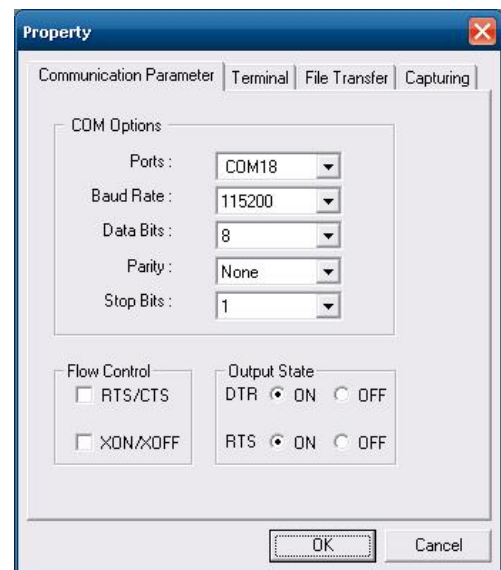 Property
Communication Parameter Terminal File Transfer Capturing
COM Options
Ports : COM18
Baud Rate : 115200
Data Bits : 8
Parity : None
Stop Bits : 1
Flow Control Output State
RTS/CTS DTR ON OFF
XON/XOFF RTS ON OFF
OK Cancel